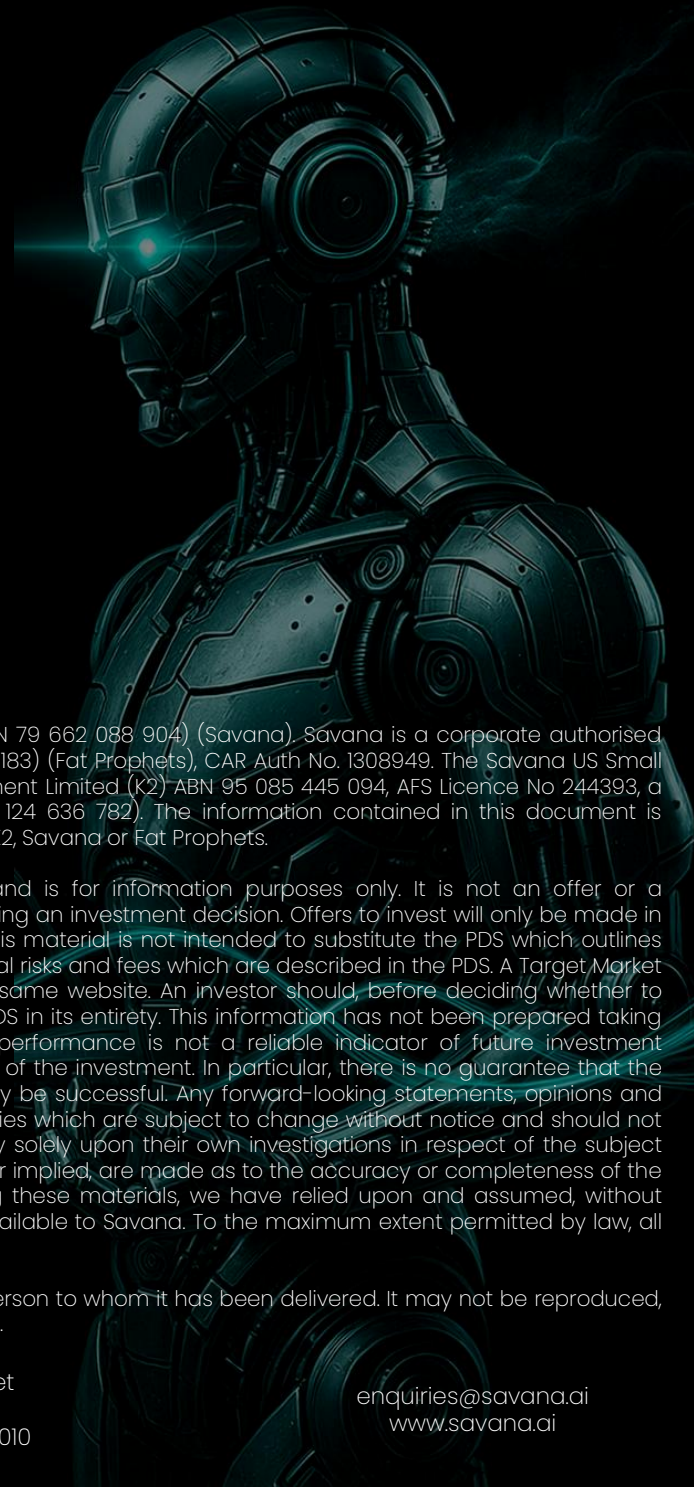 N 79 662 088 904) (Savana). Savana is a corporate authorised
183) (Fat Prophets), CAR Auth No. 1308949. The Savana US Small
ent Limited (K2) ABN 95 085 445 094, AFS Licence No 244393, a
124 636 782). The information contained in this document is
2, Savana or Fat Prophets.
and is for information purposes only. It is not an offer or a
ing an investment decision. Offers to invest will only be made in
is material is not intended to substitute the PDS which outlines
al risks and fees which are described in the PDS. A Target Market
same website. An investor should, before deciding whether to
DS in its entirety. This information has not been prepared taking
performance is not a reliable indicator of future investment
of the investment. In particular, there is no guarantee that the
y be successful. Any forward-looking statements, opinions and
ies which are subject to change without notice and should not
y solely upon their own investigations in respect of the subject
r implied, are made as to the accuracy or completeness of the
g these materials, we have relied upon and assumed, without
ailable to Savana. To the maximum extent permitted by law, all
erson to whom it has been delivered. It may not be reproduced,
.
et
010
enquiries@savana.ai
www.savana.ai